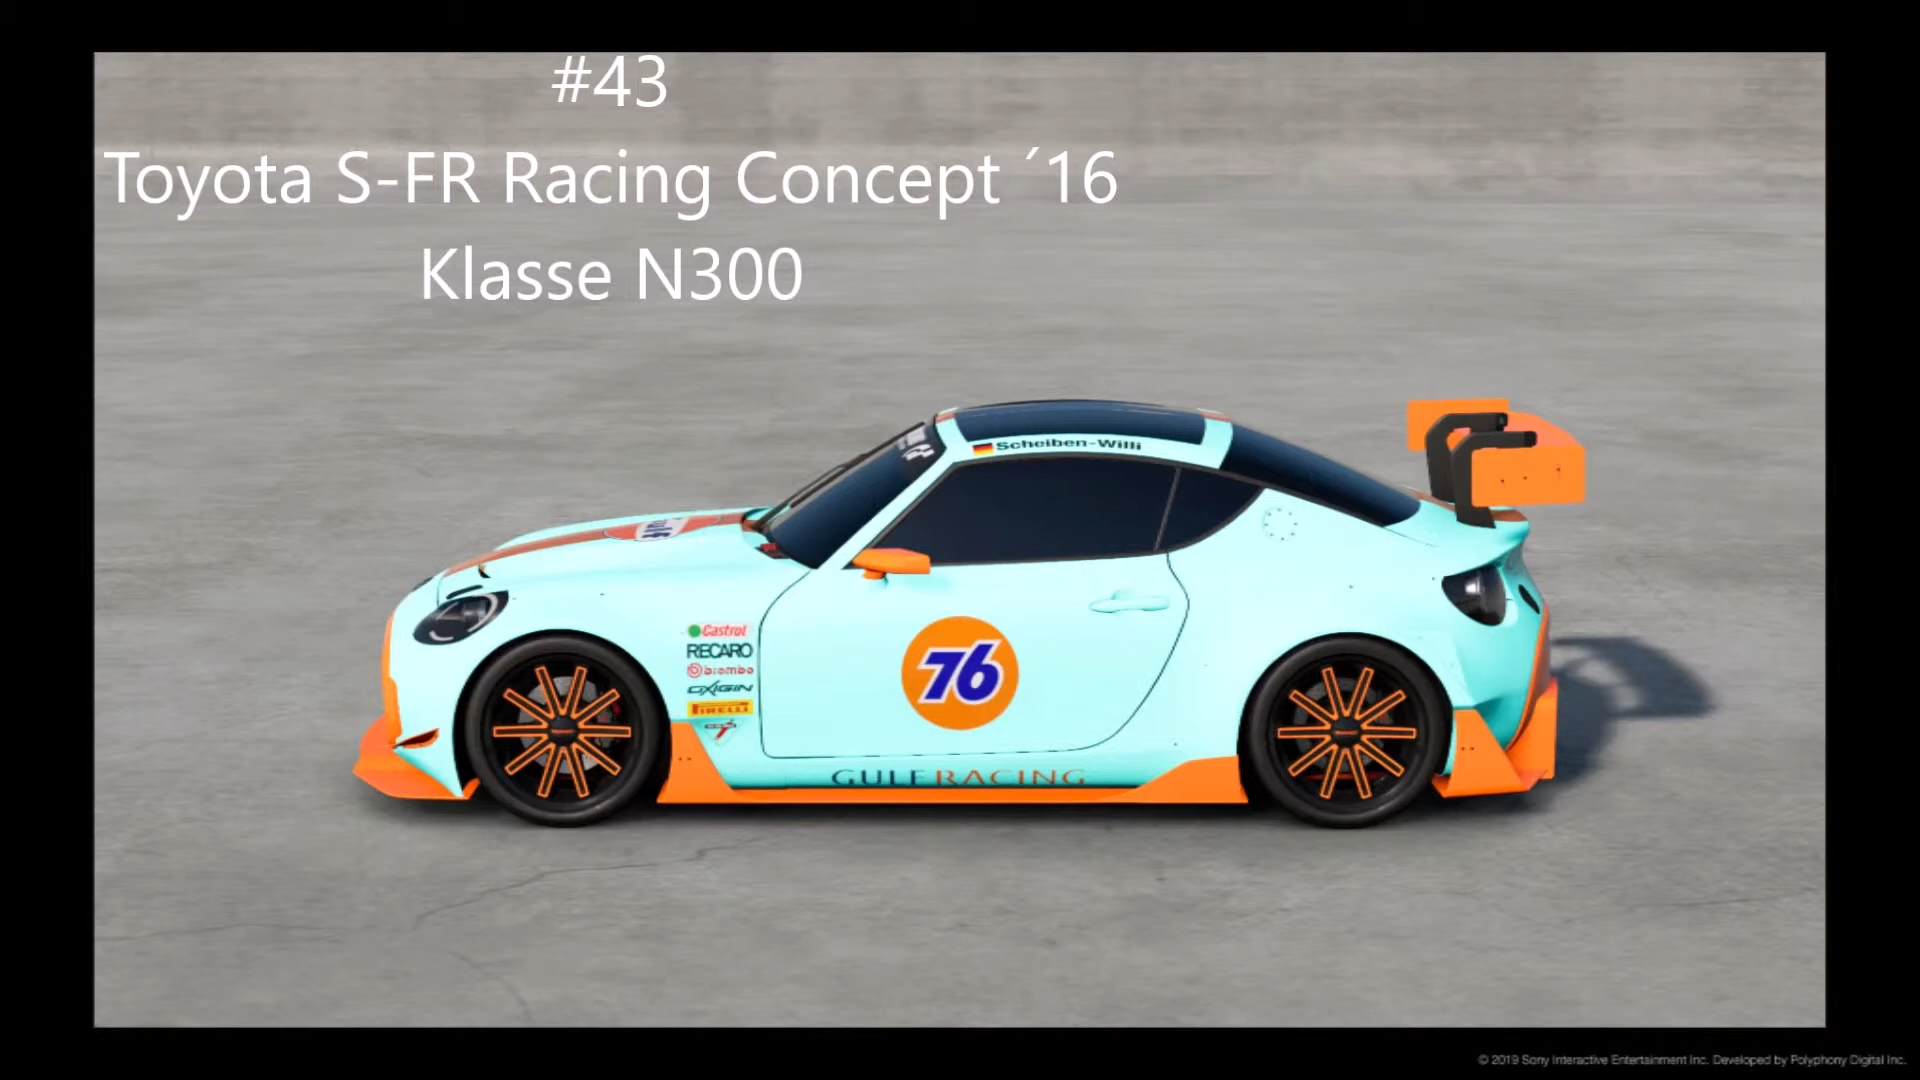 #43
Toyota S-FR Racing Concept ´16
Klasse N300
Scheiben-Willi
Castrol
RECARO
brembo
OXIGIN
PIRELLI
76
GULF RACING
© 2019 Sony Interactive Entertainment Inc. Developed by Polyphony Digital Inc.